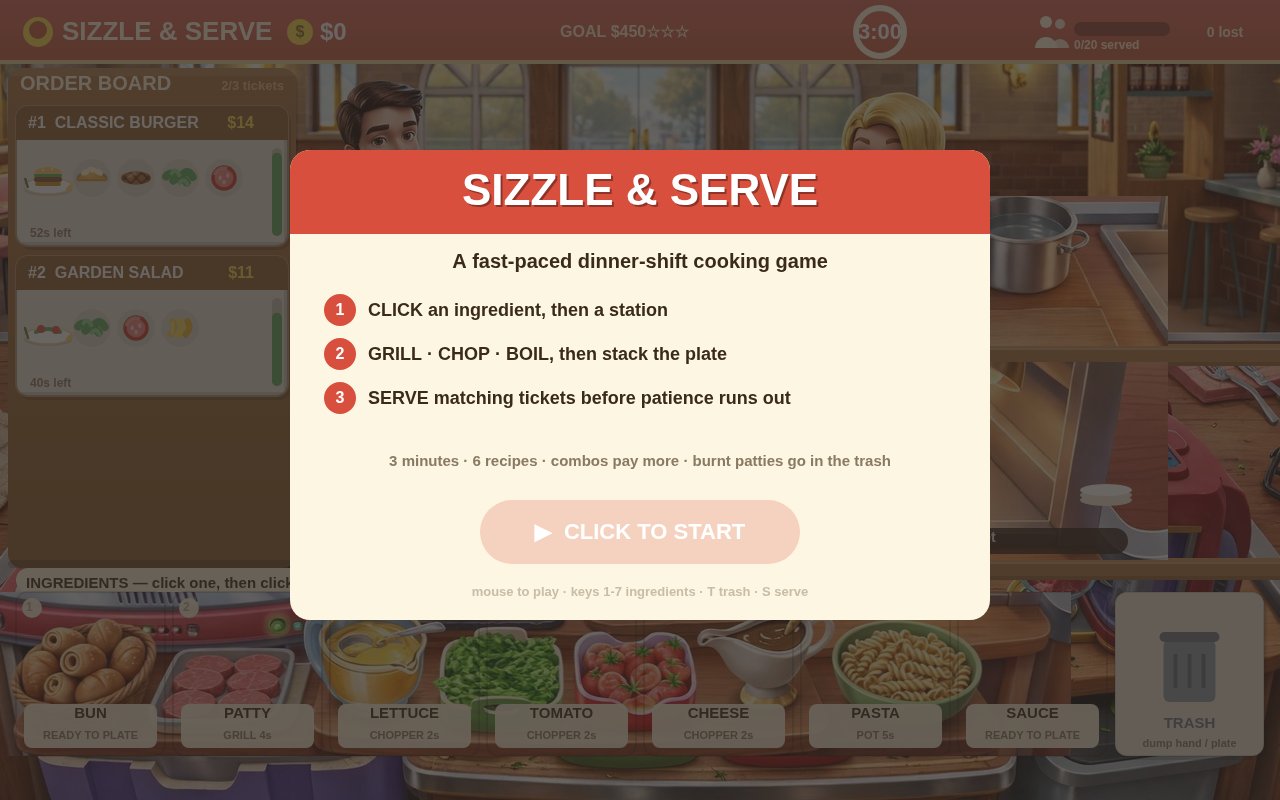 SIZZLE & SERVE $ $0 GOAL $450☆☆☆ 3:00 0/20 served 0 lost
ORDER BOARD 2/3 tickets
#1 CLASSIC BURGER $14
52s left
#2 GARDEN SALAD $11
40s left
SIZZLE & SERVE
A fast-paced dinner-shift cooking game
1 CLICK an ingredient, then a station
2 GRILL · CHOP · BOIL, then stack the plate
3 SERVE matching tickets before patience runs out
3 minutes · 6 recipes · combos pay more · burnt patties go in the trash
▶ CLICK TO START
mouse to play · keys 1-7 ingredients · T trash · S serve
INGREDIENTS — click one, then click
1 2
BUN
READY TO PLATE
PATTY
GRILL 4s
LETTUCE
CHOPPER 2s
TOMATO
CHOPPER 2s
CHEESE
CHOPPER 2s
PASTA
POT 5s
SAUCE
READY TO PLATE
TRASH
dump hand / plate